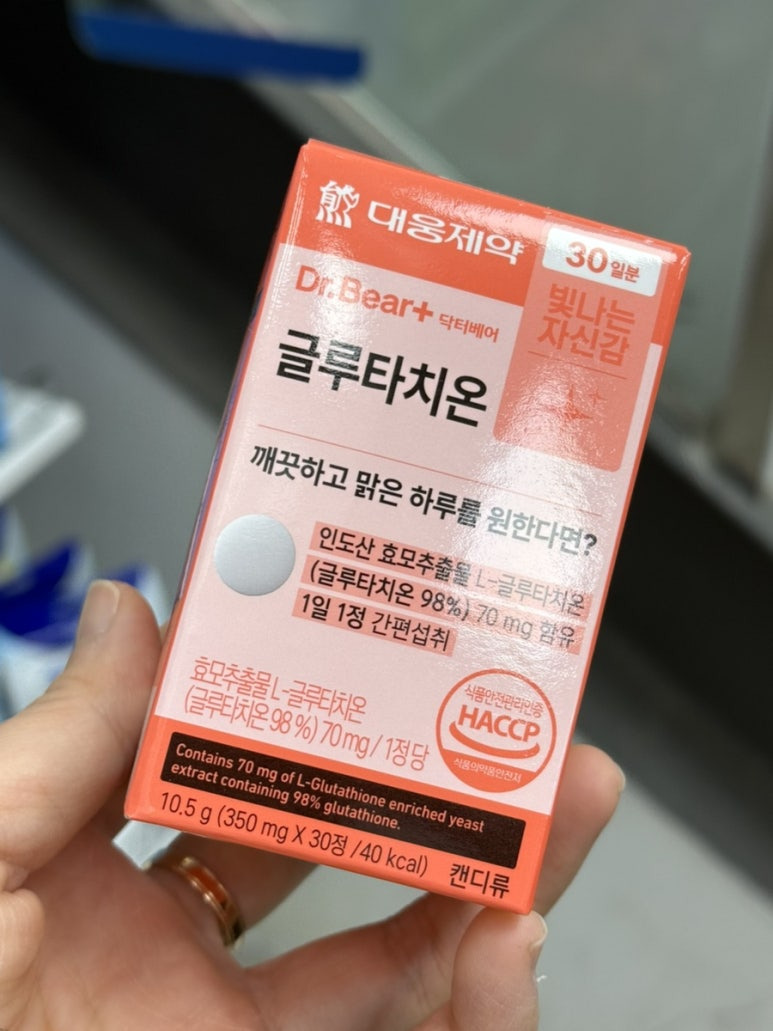 대웅제약
30일분
Dr.Bear+ 닥터베어
빛나는
자신감
글루타치온
깨끗하고 맑은 하루를 원한다면?
인도산 효모추출물 L-글루타치온
(글루타치온 98%) 70 mg 함유
1일 1정 간편섭취
효모추출물 L-글루타치온
(글루타치온 98 %) 70 mg / 1정당
식품안전관리인증
HACCP
식품의약품안전처
Contains 70 mg of L-Glutathione enriched yeast
extract containing 98% glutathione.
10.5 g (350 mg X 30정 /40 kcal)
캔디류